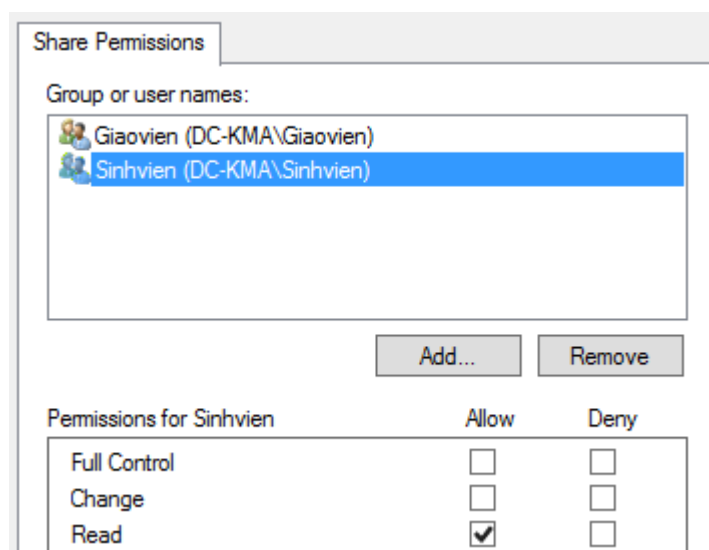 Share Permissions
Group or user names:
Giaovien (DC-KMA\Giaovien)
Sinhvien (DC-KMA\Sinhvien)
Add... Remove
Permissions for Sinhvien Allow Deny
Full Control
Change
Read